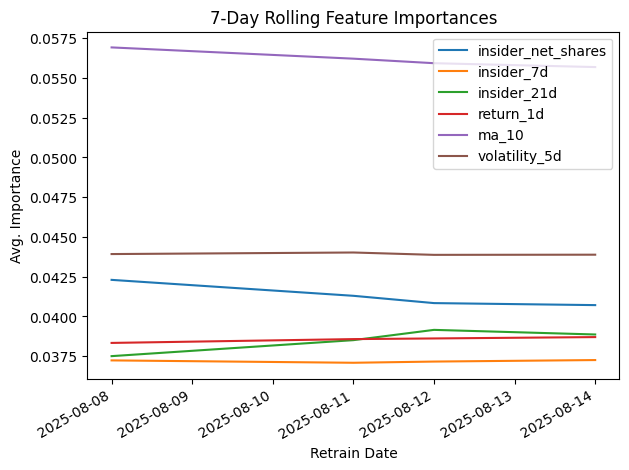 7-Day Rolling Feature Importances
0.0575
0.0550
0.0525
0.0500
0.0475
0.0450
0.0425
0.0400
0.0375
Avg. Importance
insider_net_shares
insider_7d
insider_21d
return_1d
ma_10
volatility_5d
2025-08-08
2025-08-09
2025-08-10
2025-08-11
2025-08-12
2025-08-13
2025-08-14
Retrain Date